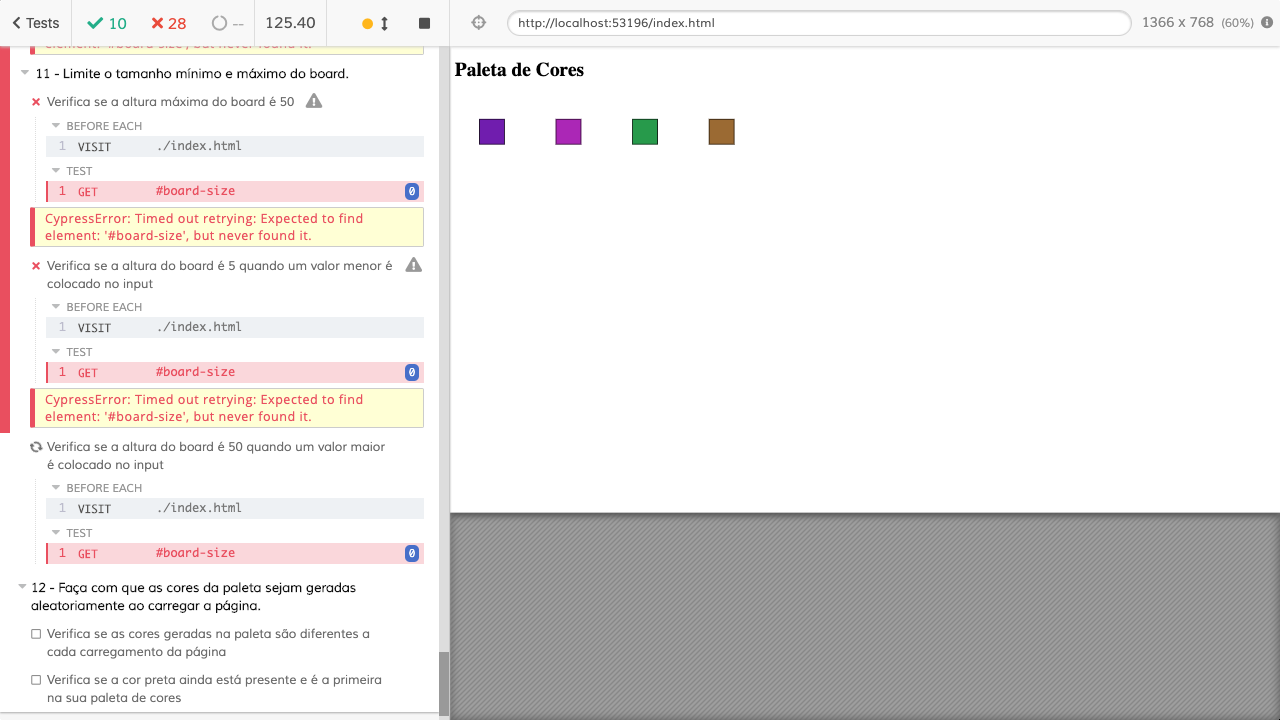 Tests 10 28 -- 125.40
http://localhost:53196/index.html 1366 x 768 (60%)
element: '#board-size', but never found it.
11 - Limite o tamanho mínimo e máximo do board.
Verifica se a altura máxima do board é 50
BEFORE EACH
1 VISIT ./index.html
TEST
1 GET #board-size 0
CypressError: Timed out retrying: Expected to find
element: '#board-size', but never found it.
Verifica se a altura do board é 5 quando um valor menor é
colocado no input
BEFORE EACH
1 VISIT ./index.html
TEST
1 GET #board-size 0
CypressError: Timed out retrying: Expected to find
element: '#board-size', but never found it.
Verifica se a altura do board é 50 quando um valor maior
é colocado no input
BEFORE EACH
1 VISIT ./index.html
TEST
1 GET #board-size 0
12 - Faça com que as cores da paleta sejam geradas
aleatoriamente ao carregar a página.
Verifica se as cores geradas na paleta são diferentes a
cada carregamento da página
Verifica se a cor preta ainda está presente e é a primeira
na sua paleta de cores
Paleta de Cores